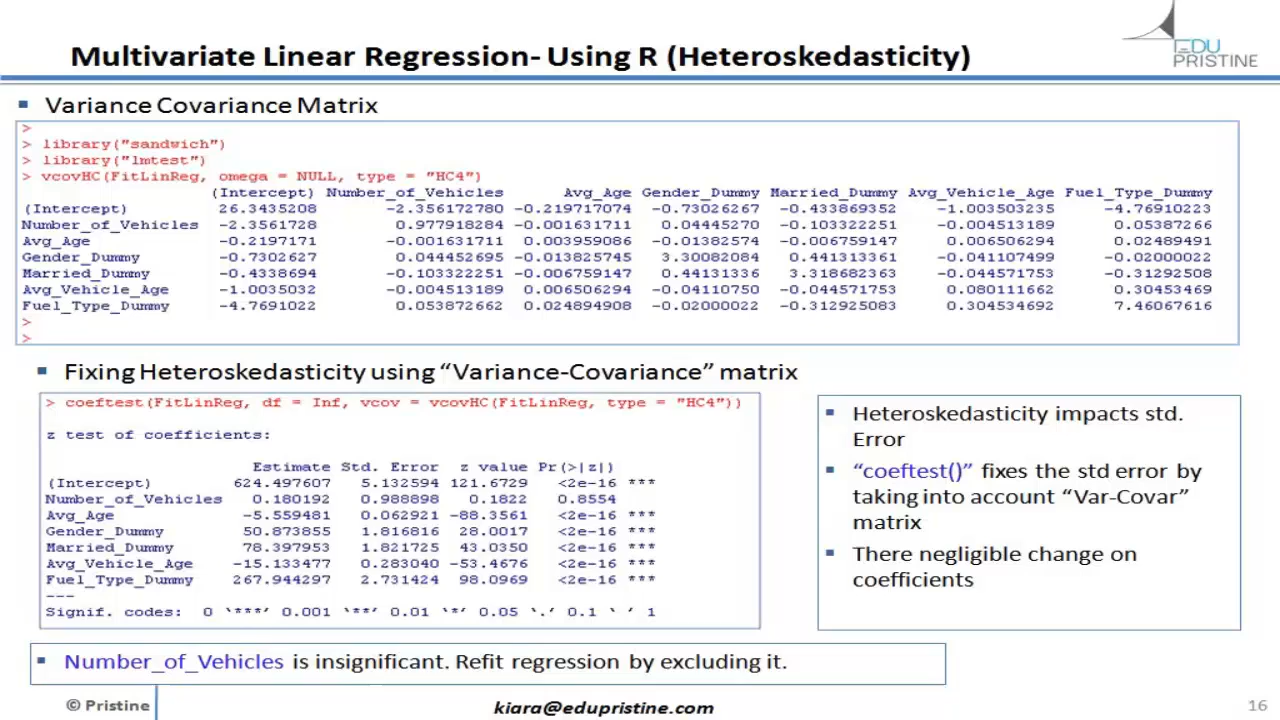 Multivariate Linear Regression- Using R (Heteroskedasticity)
EDU
PRISTINE
Variance Covariance Matrix
>
> library("sandwich")
> library("lmtest")
> vcovHC(FitLinReg, omega = NULL, type = "HC4")
(Intercept) Number_of_Vehicles Avg_Age Gender_Dummy Married_Dummy Avg_Vehicle_Age Fuel_Type_Dummy
(Intercept) 26.3435208 -2.356172780 -0.219717074 -0.73026267 -0.433869352 -1.003503235 -4.76910223
Number_of_Vehicles -2.3561728 0.977918284 -0.001631711 0.04445270 -0.103322251 -0.004513189 0.05387266
Avg_Age -0.2197171 -0.001631711 0.003959086 -0.01382574 -0.006759147 0.006506294 0.02489491
Gender_Dummy -0.7302627 0.044452695 -0.013825745 3.30082084 0.441313361 -0.041107499 -0.02000022
Married_Dummy -0.4338694 -0.103322251 -0.006759147 0.44131336 3.318682363 -0.044571753 -0.31292508
Avg_Vehicle_Age -1.0035032 -0.004513189 0.006506294 -0.04110750 -0.044571753 0.080111662 0.30453469
Fuel_Type_Dummy -4.7691022 0.053872662 0.024894908 -0.02000022 -0.312925083 0.304534692 7.46067616
>
>
Fixing Heteroskedasticity using “Variance-Covariance” matrix
> coeftest(FitLinReg, df = Inf, vcov = vcovHC(FitLinReg, type = "HC4"))
z test of coefficients:
Estimate Std. Error z value Pr(>|z|)
(Intercept) 624.497607 5.132594 121.6729 <2e-16 ***
Number_of_Vehicles 0.180192 0.988898 0.1822 0.8554
Avg_Age -5.559481 0.062921 -88.3561 <2e-16 ***
Gender_Dummy 50.873855 1.816816 28.0017 <2e-16 ***
Married_Dummy 78.397953 1.821725 43.0350 <2e-16 ***
Avg_Vehicle_Age -15.133477 0.283040 -53.4676 <2e-16 ***
Fuel_Type_Dummy 267.944297 2.731424 98.0969 <2e-16 ***
---
Signif. codes: 0 ‘***’ 0.001 ‘**’ 0.01 ‘*’ 0.05 ‘.’ 0.1 ‘ ’ 1
Heteroskedasticity impacts std.
Error
“coeftest()” fixes the std error by
taking into account “Var-Covar”
matrix
There negligible change on
coefficients
Number_of_Vehicles is insignificant. Refit regression by excluding it.
© Pristine
kiara@edupristine.com
16